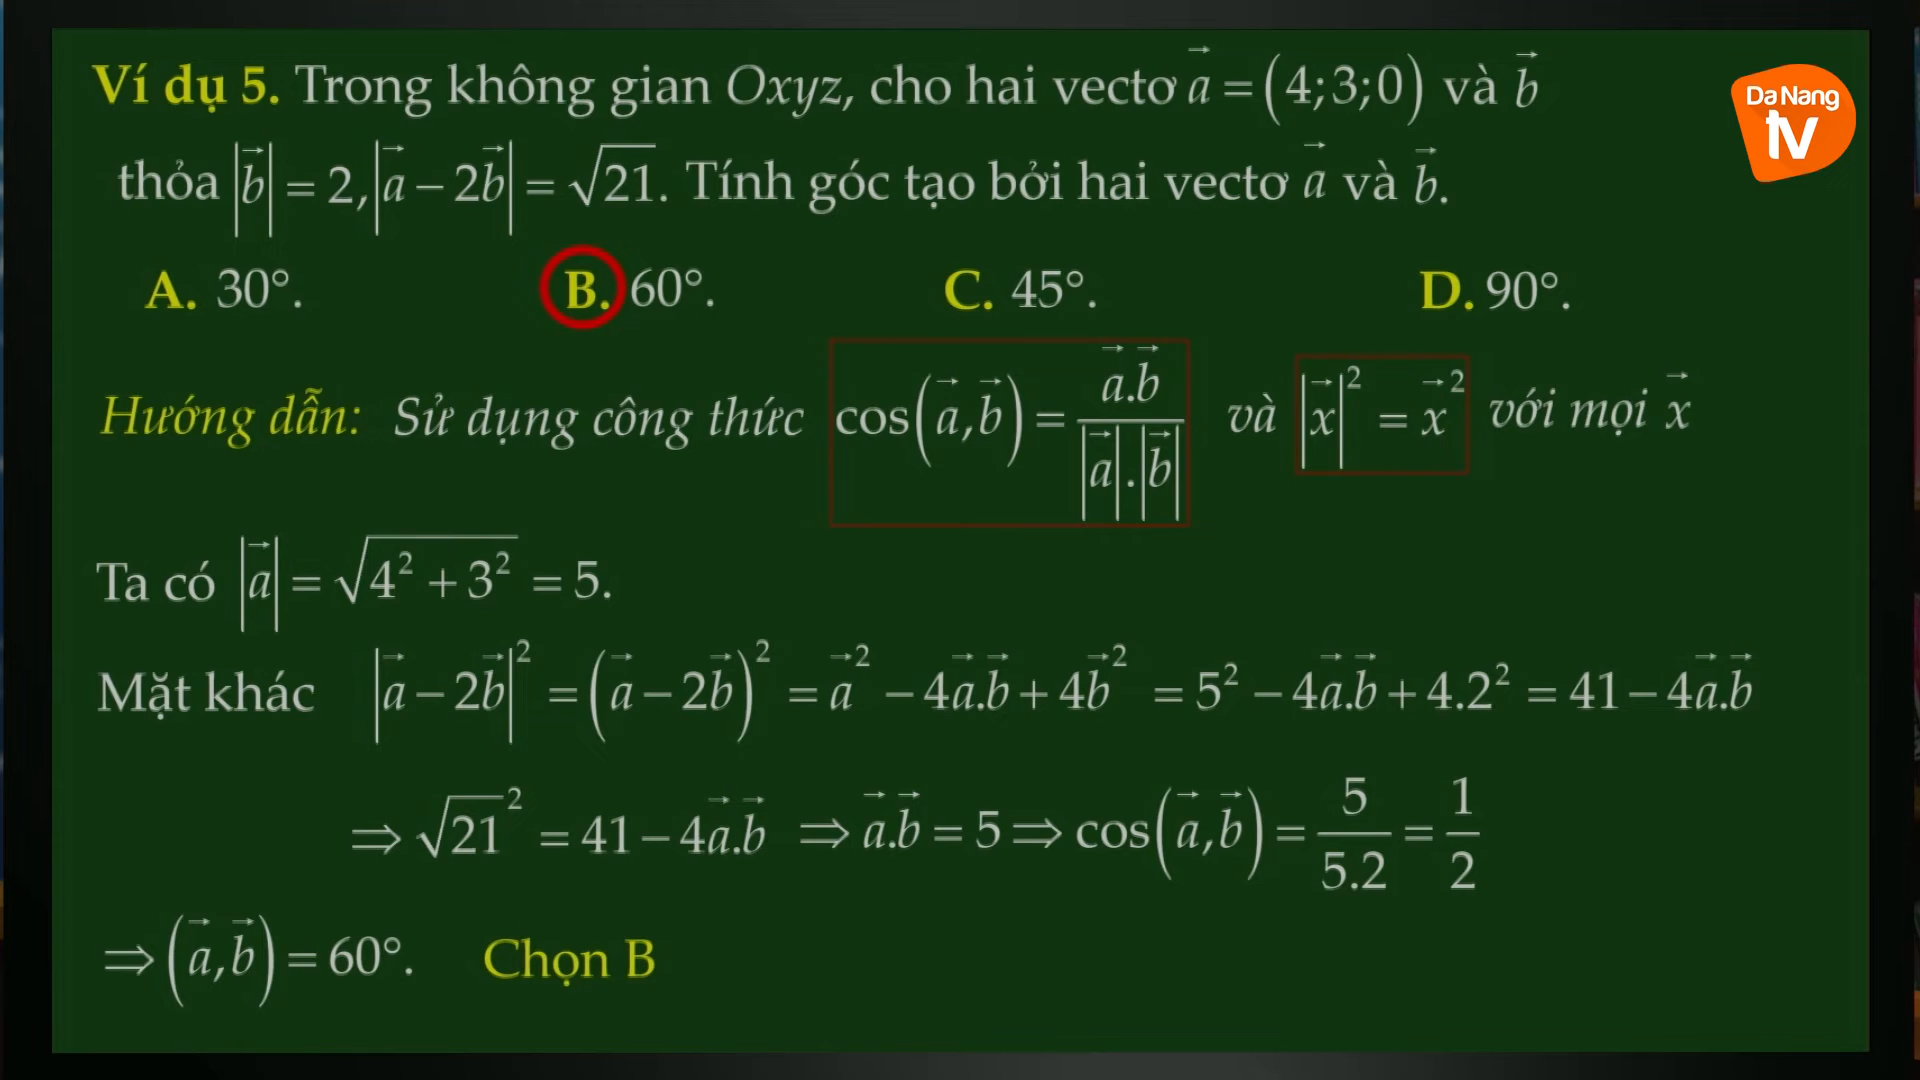 Ví dụ 5. Trong không gian Oxyz, cho hai vectơ a⃗ = (4;3;0) và b⃗
Da Nang
tv
thỏa |b⃗| = 2, |a⃗ − 2b⃗| = √21. Tính góc tạo bởi hai vectơ a⃗ và b⃗.
A. 30°. B. 60°. C. 45°. D. 90°.
Hướng dẫn: Sử dụng công thức cos(a⃗,b⃗) = a⃗.b⃗ / |a⃗|.|b⃗| và |x⃗|² = x⃗² với mọi x⃗
Ta có |a⃗| = √(4² + 3²) = 5.
Mặt khác |a⃗ − 2b⃗|² = (a⃗ − 2b⃗)² = a⃗² − 4a⃗.b⃗ + 4b⃗² = 5² − 4a⃗.b⃗ + 4.2² = 41 − 4a⃗.b⃗
⇒ √21² = 41 − 4a⃗.b⃗ ⇒ a⃗.b⃗ = 5 ⇒ cos(a⃗,b⃗) = 5/5.2 = 1/2
⇒ (a⃗,b⃗) = 60°. Chọn B